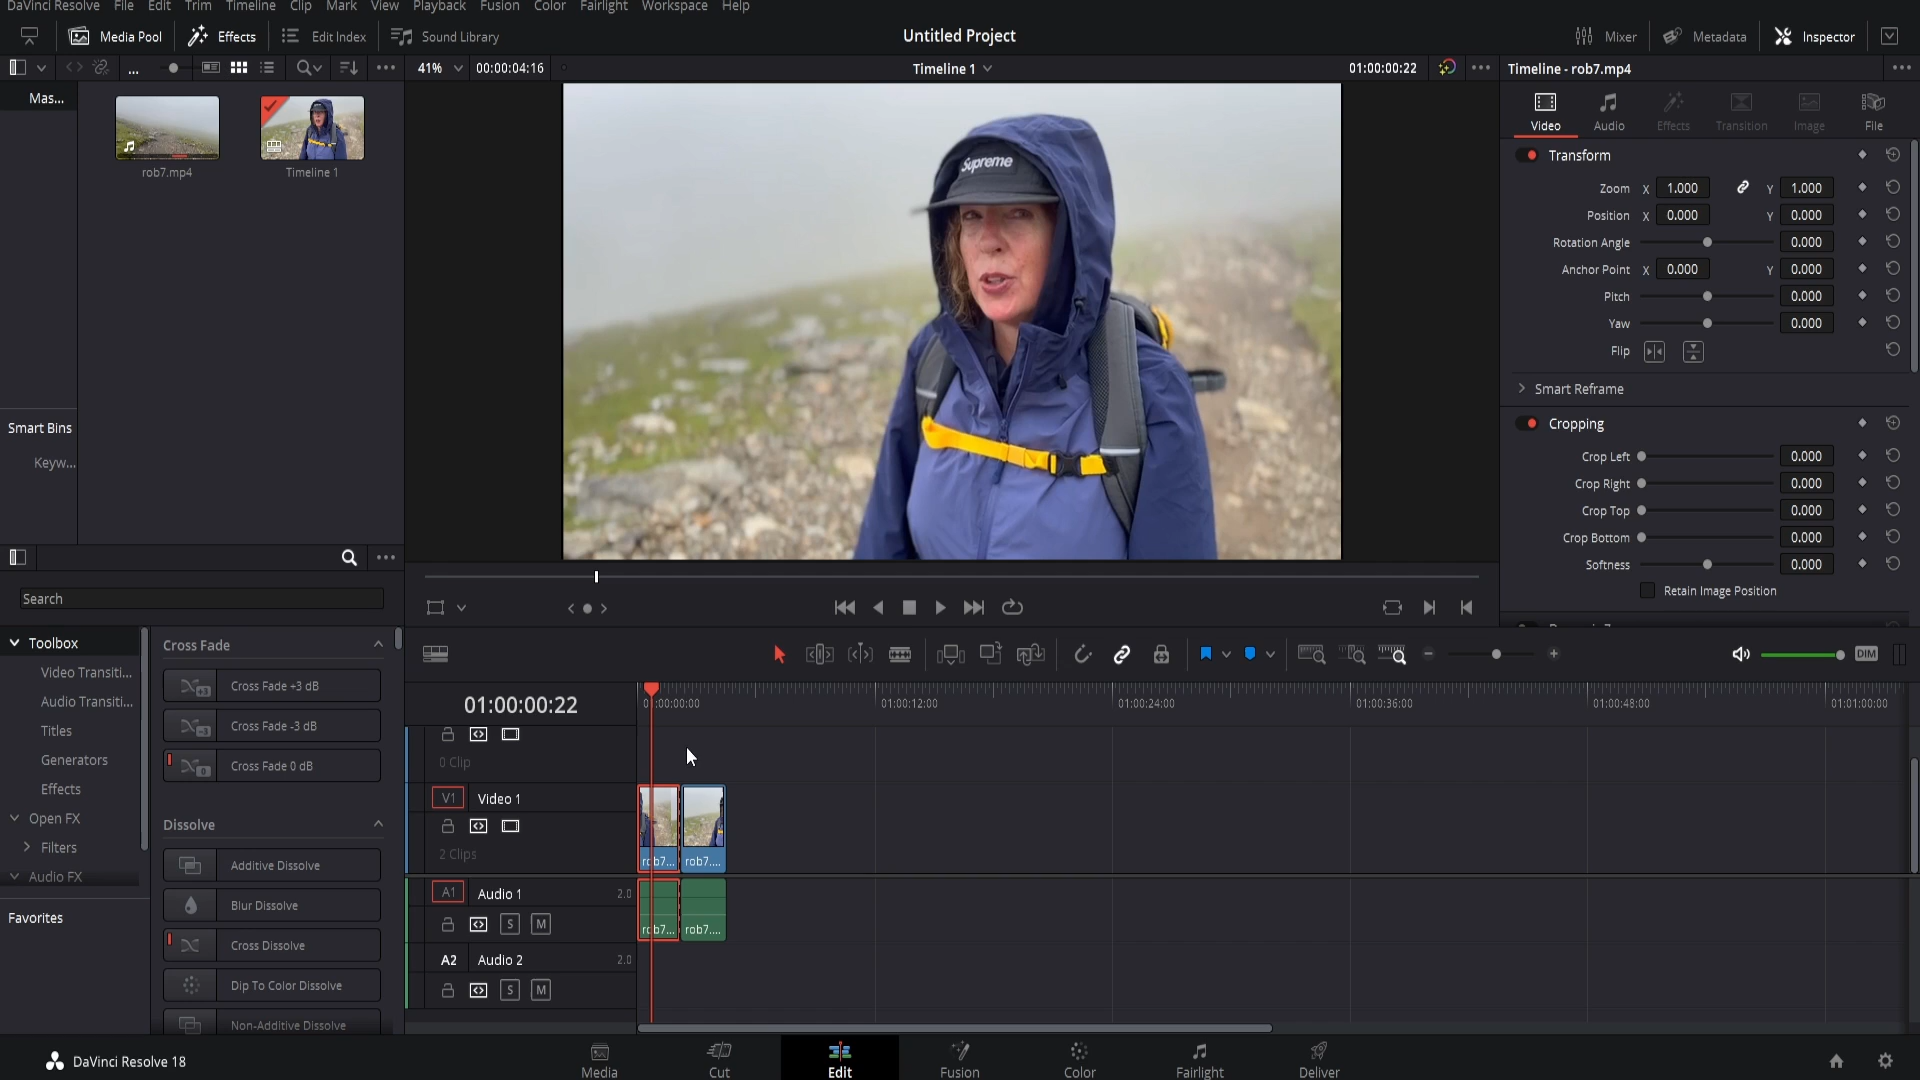 DaVinci Resolve File Edit Trim Timeline Clip Mark View Playback Fusion Color Fairlight Workspace Help
Media Pool Effects Edit Index Sound Library Untitled Project Mixer Metadata Inspector
... 41% 00:00:04:16 Timeline 1 01:00:00:22 Timeline - rob7.mp4
Mas...
rob7.mp4 Timeline 1
Video Audio Effects Transition Image File
Supreme
Transform
Zoom X 1.000 Y 1.000
Position X 0.000 Y 0.000
Rotation Angle 0.000
Anchor Point X 0.000 Y 0.000
Pitch 0.000
Yaw 0.000
Flip
Smart Reframe
Cropping
Crop Left 0.000
Crop Right 0.000
Crop Top 0.000
Crop Bottom 0.000
Softness 0.000
Retain Image Position
Smart Bins
Keyw...
Search
Toolbox
Video Transiti...
Audio Transiti...
Titles
Generators
Effects
Open FX
Filters
Audio FX
Favorites
Cross Fade
+3 Cross Fade +3 dB
-3 Cross Fade -3 dB
0 Cross Fade 0 dB
Dissolve
Additive Dissolve
Blur Dissolve
Cross Dissolve
Dip To Color Dissolve
Non-Additive Dissolve
DIM
01:00:00:22
01:00:00:00 01:00:12:00 01:00:24:00 01:00:36:00 01:00:48:00 01:01:00:00
0 Clip
V1 Video 1
2 Clips
rob7... rob7....
A1 Audio 1 2.0
S M
rob7... rob7....
A2 Audio 2 2.0
S M
DaVinci Resolve 18
Media Cut Edit Fusion Color Fairlight Deliver